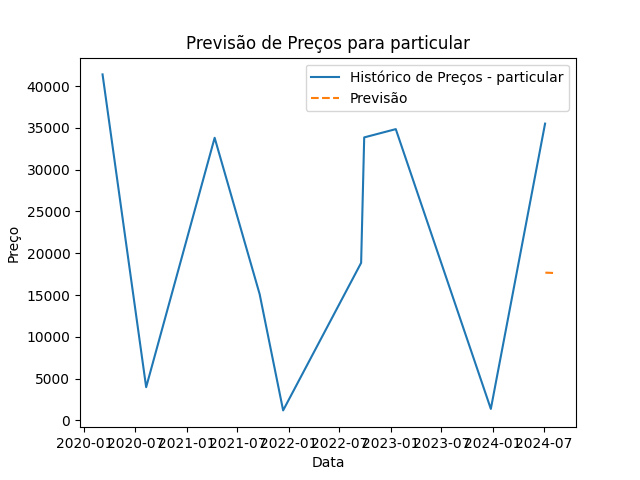 Previsão de Preços para particular
Histórico de Preços - particular
Previsão
40000
35000
30000
25000
20000
15000
10000
5000
0
Preço
2020-01 2020-07 2021-01 2021-07 2022-01 2022-07 2023-01 2023-07 2024-01 2024-07
Data